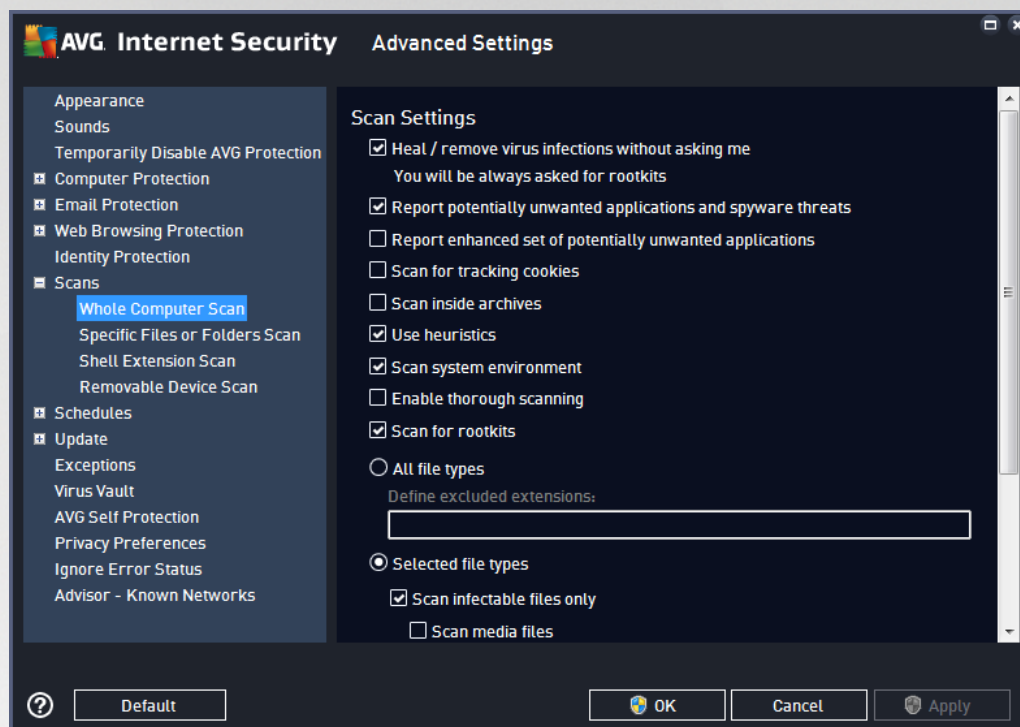 AVG. Internet Security Advanced Settings
Appearance
Sounds
Temporarily Disable AVG Protection
Computer Protection
Email Protection
Web Browsing Protection
Identity Protection
Scans
Whole Computer Scan
Specific Files or Folders Scan
Shell Extension Scan
Removable Device Scan
Schedules
Update
Exceptions
Virus Vault
AVG Self Protection
Privacy Preferences
Ignore Error Status
Advisor - Known Networks
Scan Settings
Heal / remove virus infections without asking me
You will be always asked for rootkits
Report potentially unwanted applications and spyware threats
Report enhanced set of potentially unwanted applications
Scan for tracking cookies
Scan inside archives
Use heuristics
Scan system environment
Enable thorough scanning
Scan for rootkits
All file types
Define excluded extensions:
Selected file types
Scan infectable files only
Scan media files
? Default OK Cancel Apply